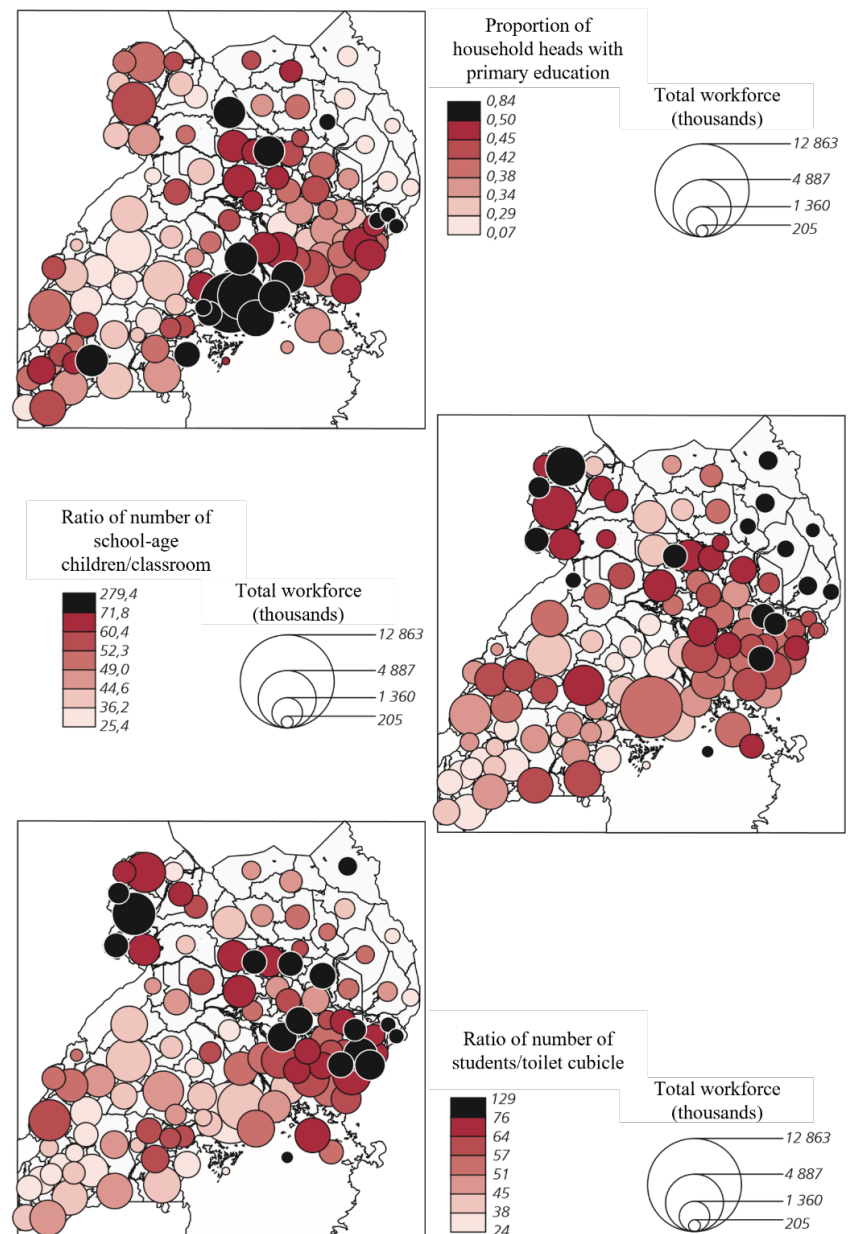 Proportion of
household heads with
primary education
0,84
0,50
0,45
0,42
0,38
0,34
0,29
0,07
Total workforce
(thousands)
12 863
4 887
1 360
205
Ratio of number of
school-age
children/classroom
279,4
71,8
60,4
52,3
49,0
44,6
36,2
25,4
Total workforce
(thousands)
12 863
4 887
1 360
205
Ratio of number of
students/toilet cubicle
129
76
64
57
51
45
38
24
Total workforce
(thousands)
12 863
4 887
1 360
205